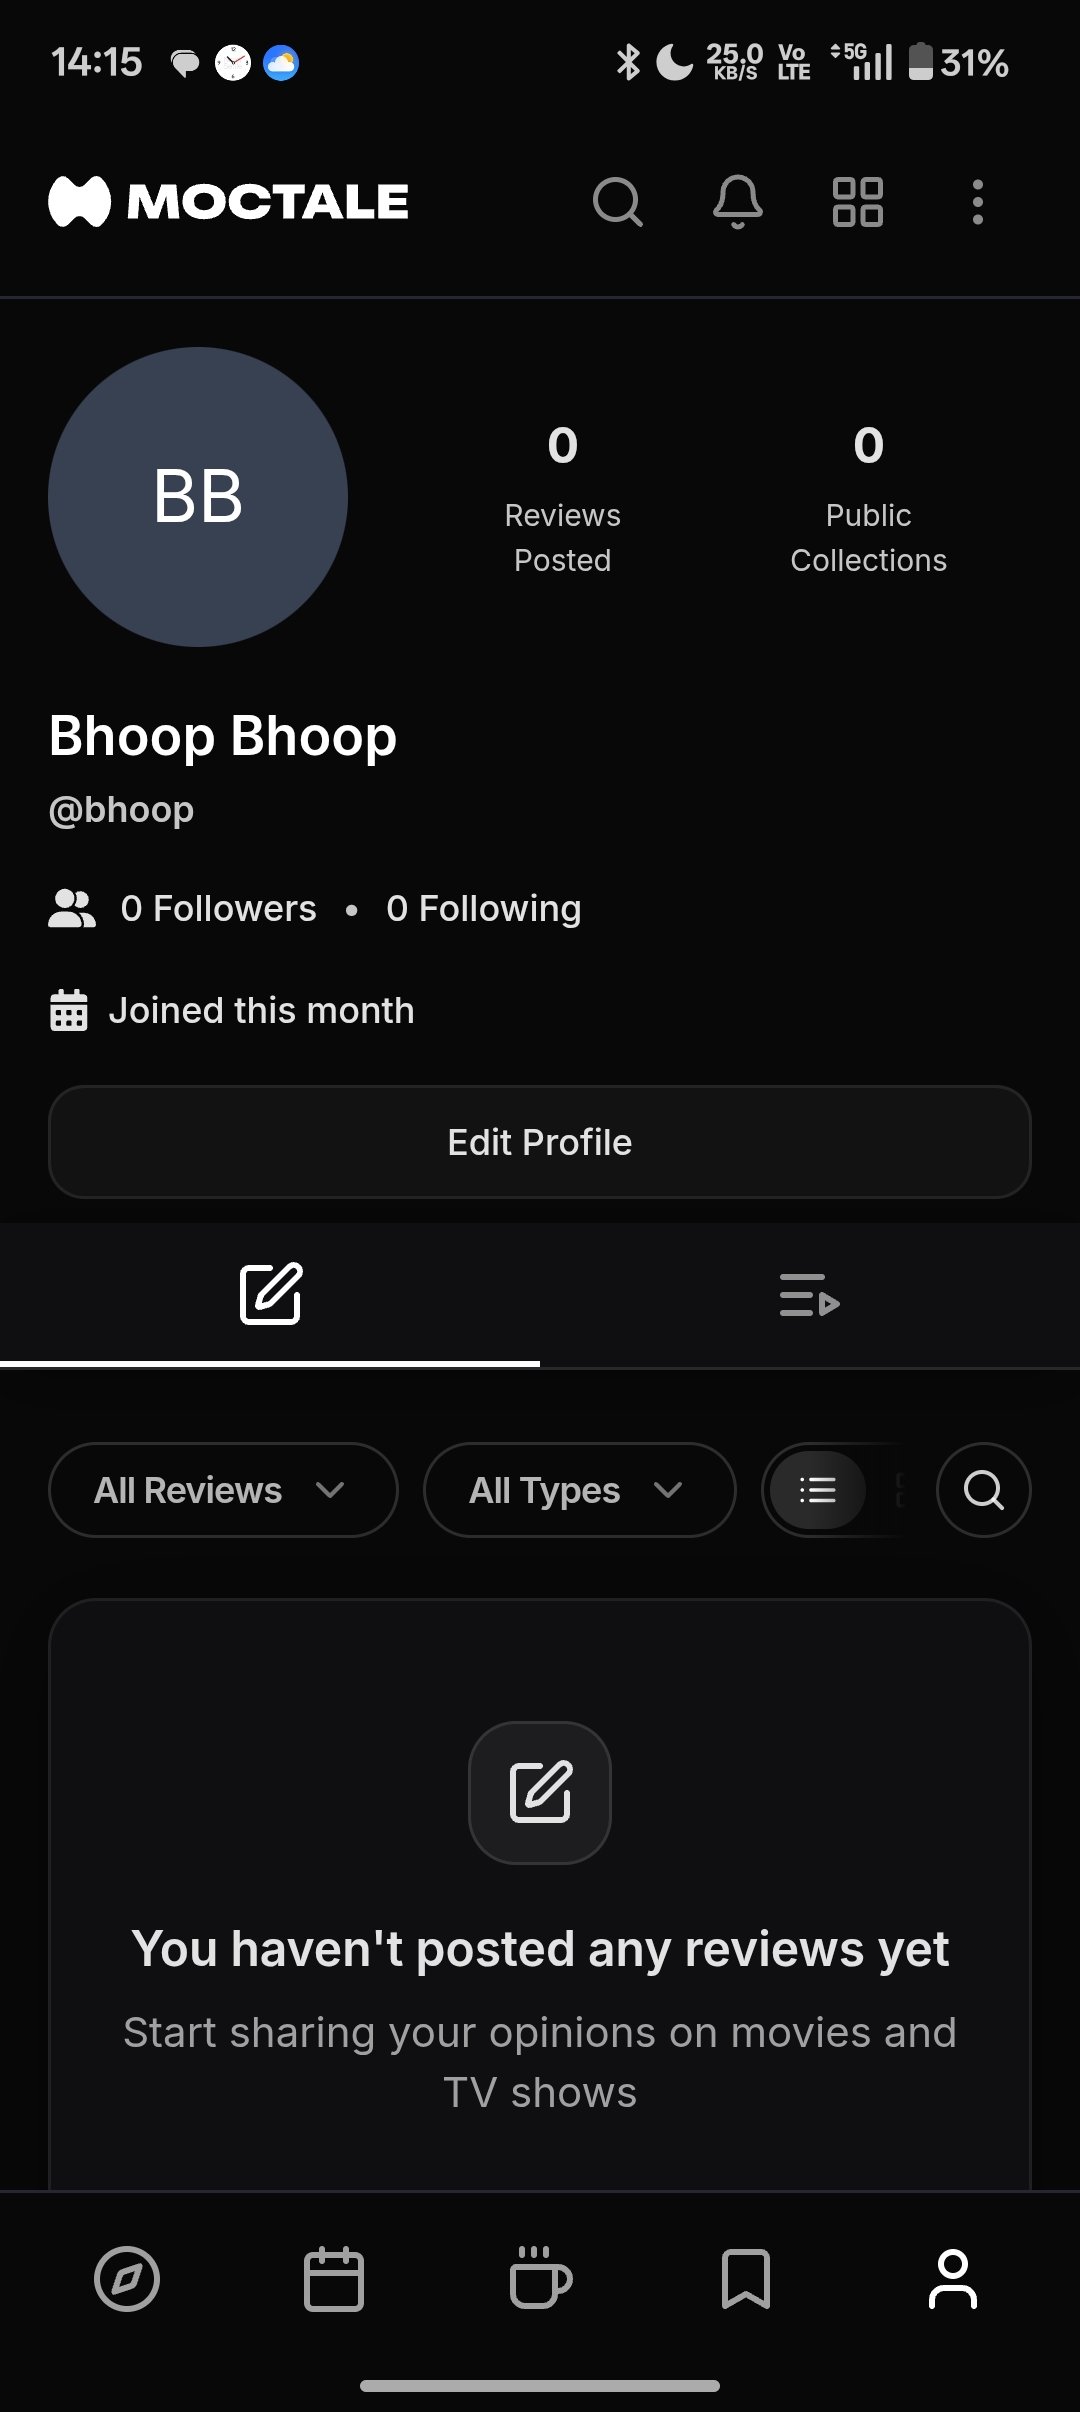 14:15
25.0 KB/S
Vo LTE
5G
31%
MOCTALE
BB
0
Reviews
Posted
0
Public
Collections
Bhoop Bhoop
@bhoop
0 Followers • 0 Following
Joined this month
Edit Profile
All Reviews
All Types
You haven't posted any reviews yet
Start sharing your opinions on movies and
TV shows